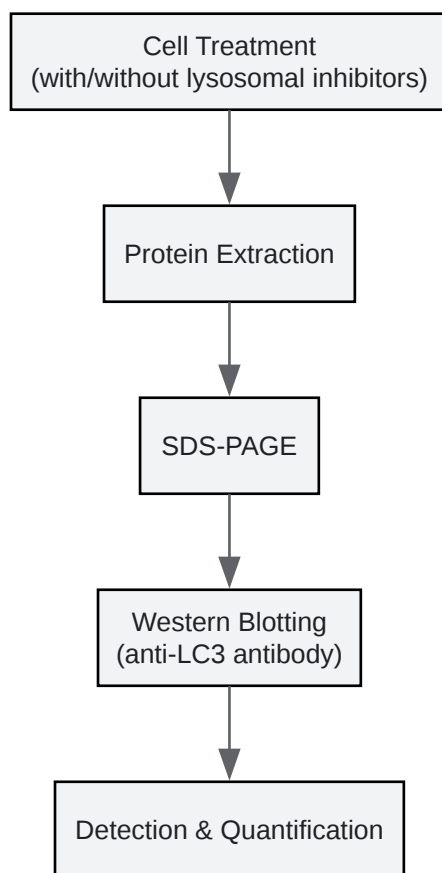 Cell Treatment
(with/without lysosomal inhibitors)
Protein Extraction
SDS-PAGE
Western Blotting
(anti-LC3 antibody)
Detection & Quantification